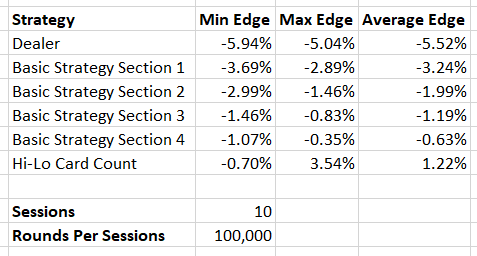 Strategy Min Edge Max Edge Average Edge
Dealer -5.94% -5.04% -5.52%
Basic Strategy Section 1 -3.69% -2.89% -3.24%
Basic Strategy Section 2 -2.99% -1.46% -1.99%
Basic Strategy Section 3 -1.46% -0.83% -1.19%
Basic Strategy Section 4 -1.07% -0.35% -0.63%
Hi-Lo Card Count -0.70% 3.54% 1.22%
Sessions 10
Rounds Per Sessions 100,000